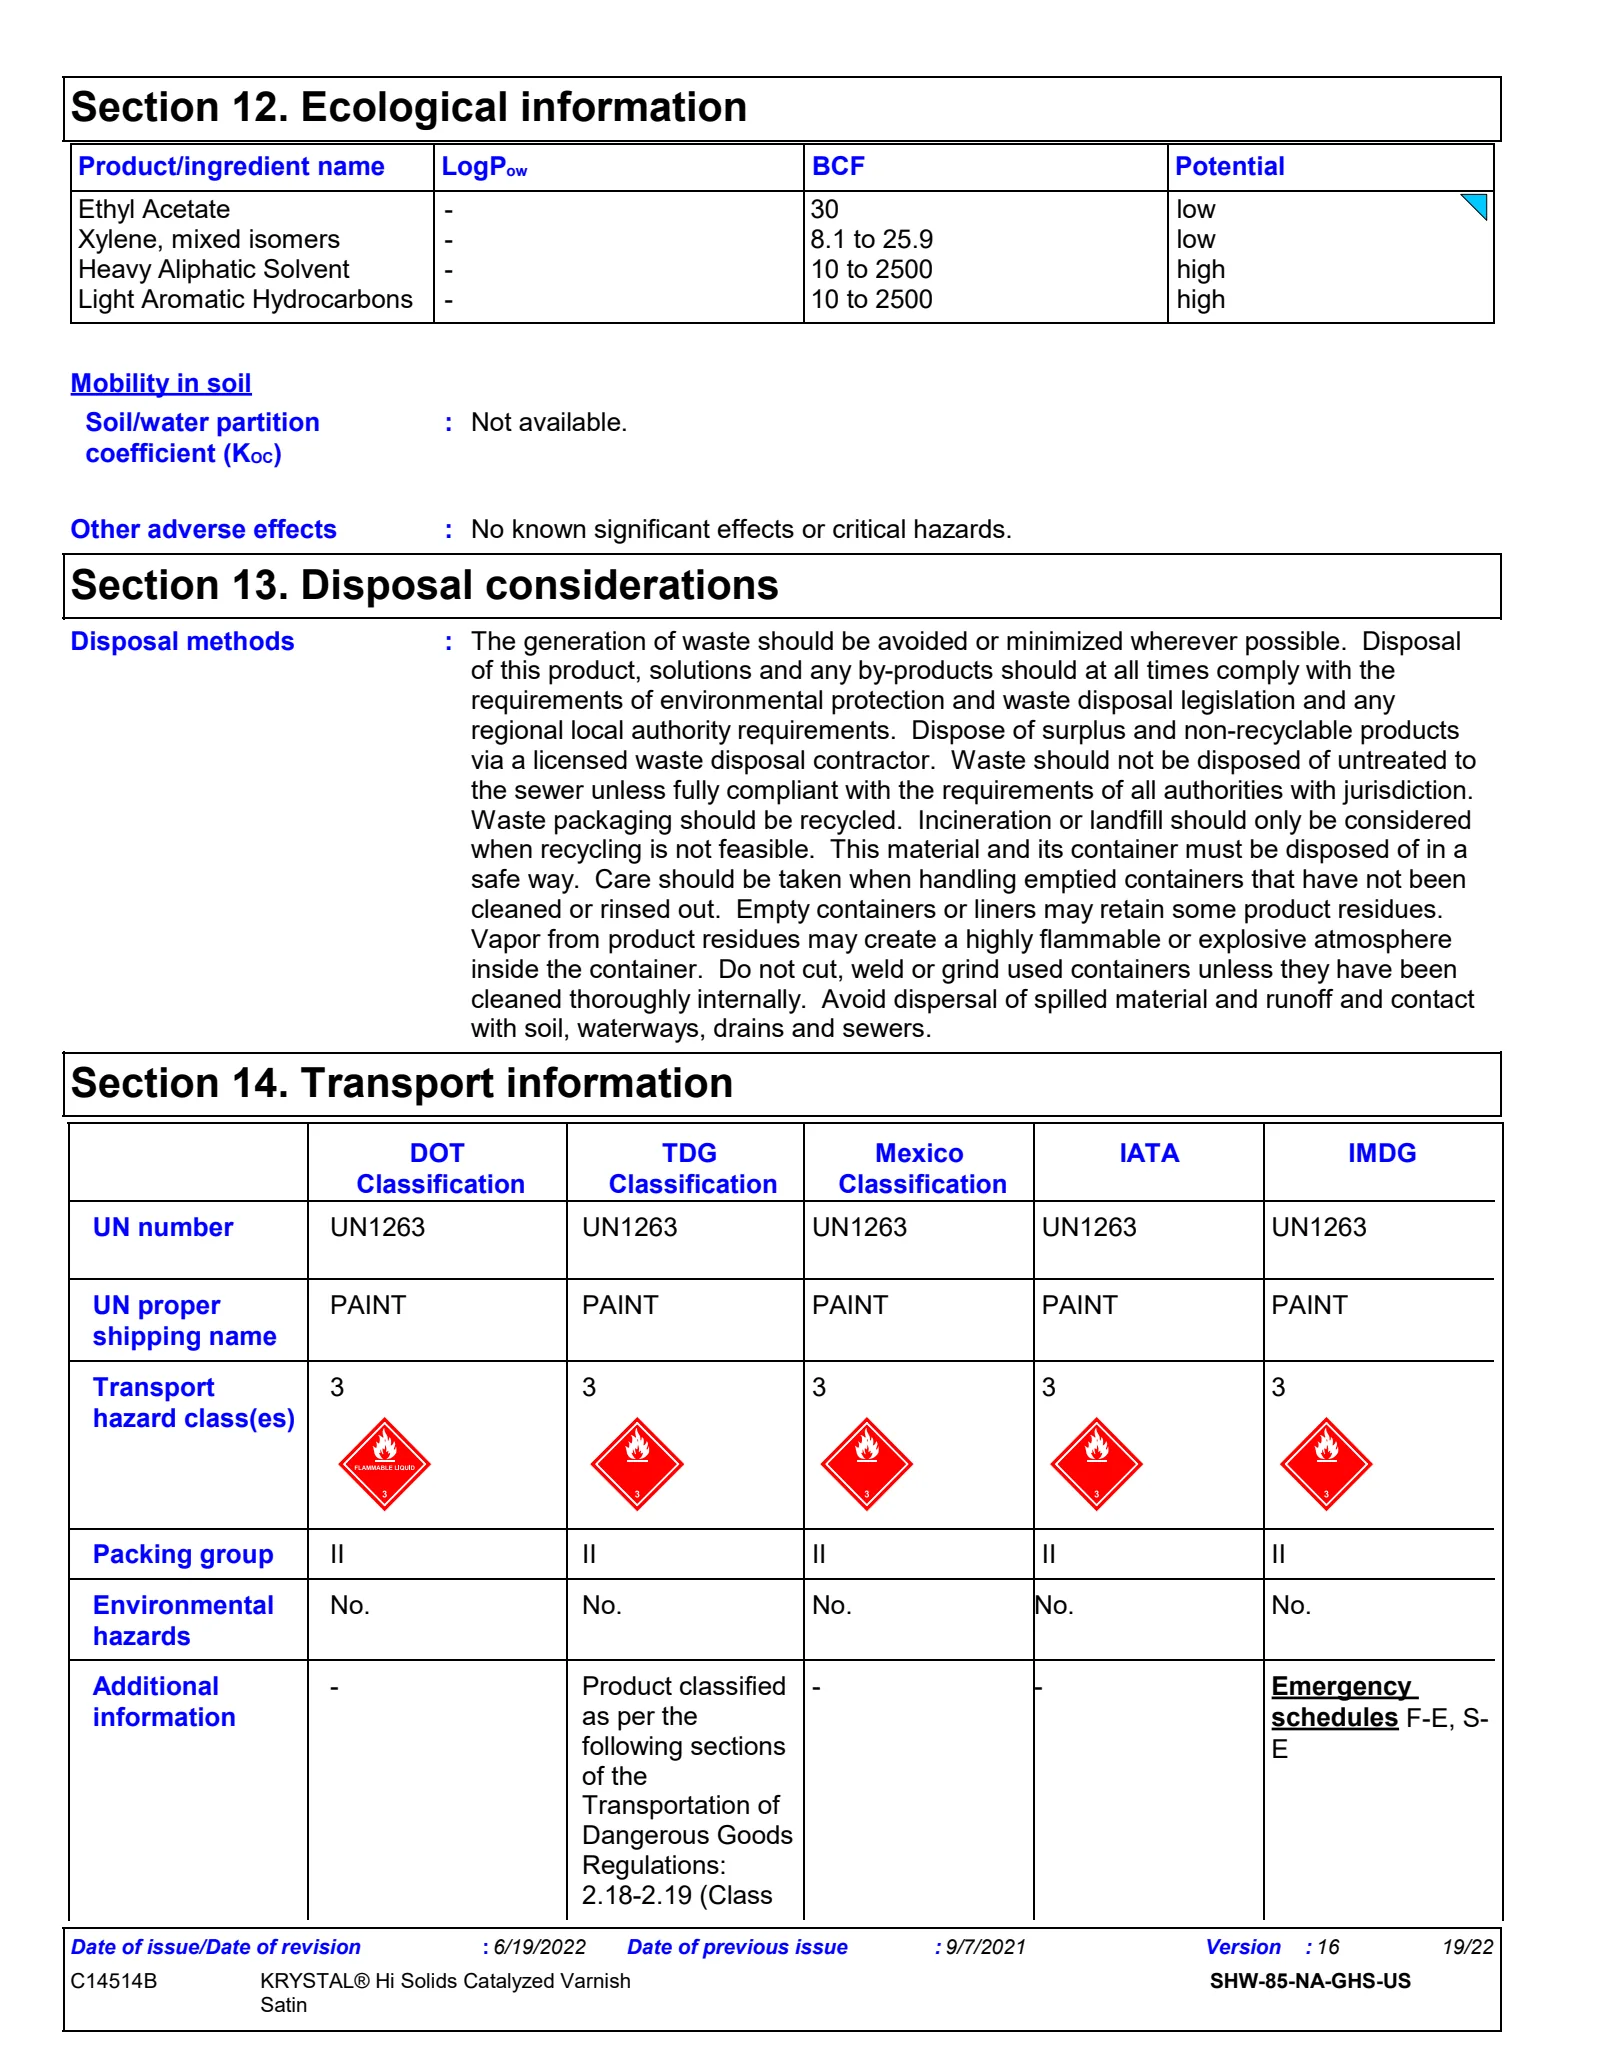 Section 12. Ecological information
Product/ingredient name LogPow BCF Potential
Ethyl Acetate - 30 low
Xylene, mixed isomers - 8.1 to 25.9 low
Heavy Aliphatic Solvent - 10 to 2500 high
Light Aromatic Hydrocarbons - 10 to 2500 high
Mobility in soil
Soil/water partition : Not available.
coefficient (KOC)
Other adverse effects : No known significant effects or critical hazards.
Section 13. Disposal considerations
Disposal methods : The generation of waste should be avoided or minimized wherever possible. Disposal
of this product, solutions and any by-products should at all times comply with the
requirements of environmental protection and waste disposal legislation and any
regional local authority requirements. Dispose of surplus and non-recyclable products
via a licensed waste disposal contractor. Waste should not be disposed of untreated to
the sewer unless fully compliant with the requirements of all authorities with jurisdiction.
Waste packaging should be recycled. Incineration or landfill should only be considered
when recycling is not feasible. This material and its container must be disposed of in a
safe way. Care should be taken when handling emptied containers that have not been
cleaned or rinsed out. Empty containers or liners may retain some product residues.
Vapor from product residues may create a highly flammable or explosive atmosphere
inside the container. Do not cut, weld or grind used containers unless they have been
cleaned thoroughly internally. Avoid dispersal of spilled material and runoff and contact
with soil, waterways, drains and sewers.
Section 14. Transport information
DOT TDG Mexico IATA IMDG
Classification Classification Classification
UN number UN1263 UN1263 UN1263 UN1263 UN1263
UN proper PAINT PAINT PAINT PAINT PAINT
shipping name
Transport 3 3 3 3 3
hazard class(es)
FLAMMABLE LIQUID
3 3 3 3 3
Packing group II II II II II
Environmental No. No. No. No. No.
hazards
Additional - Product classified - - Emergency
information as per the schedules F-E, S-
following sections E
of the
Transportation of
Dangerous Goods
Regulations:
2.18-2.19 (Class
Date of issue/Date of revision : 6/19/2022 Date of previous issue : 9/7/2021 Version : 16 19/22
C14514B KRYSTAL® Hi Solids Catalyzed Varnish SHW-85-NA-GHS-US
Satin